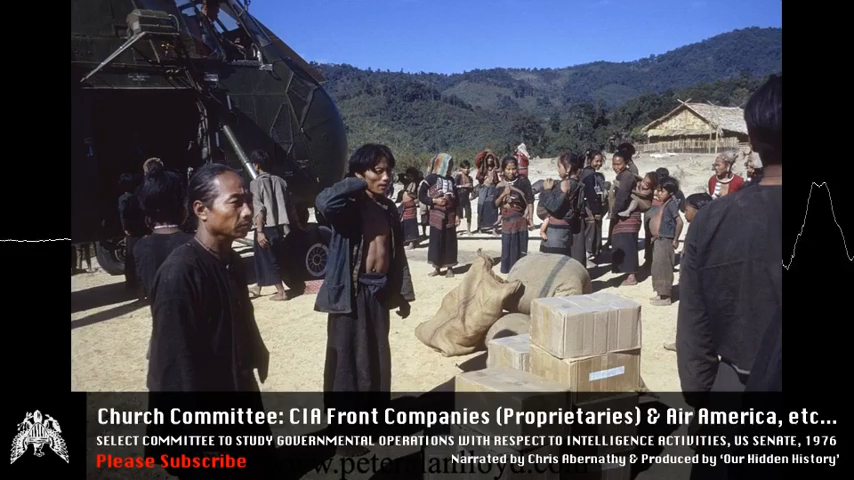 Church Committee: CIA Front Companies (Proprietaries) & Air America, etc...
SELECT COMMITTEE TO STUDY GOVERNMENTAL OPERATIONS WITH RESPECT TO INTELLIGENCE ACTIVITIES, US SENATE, 1976
Please Subscribe
Narrated by Chris Abernathy & Produced by 'Our Hidden History'